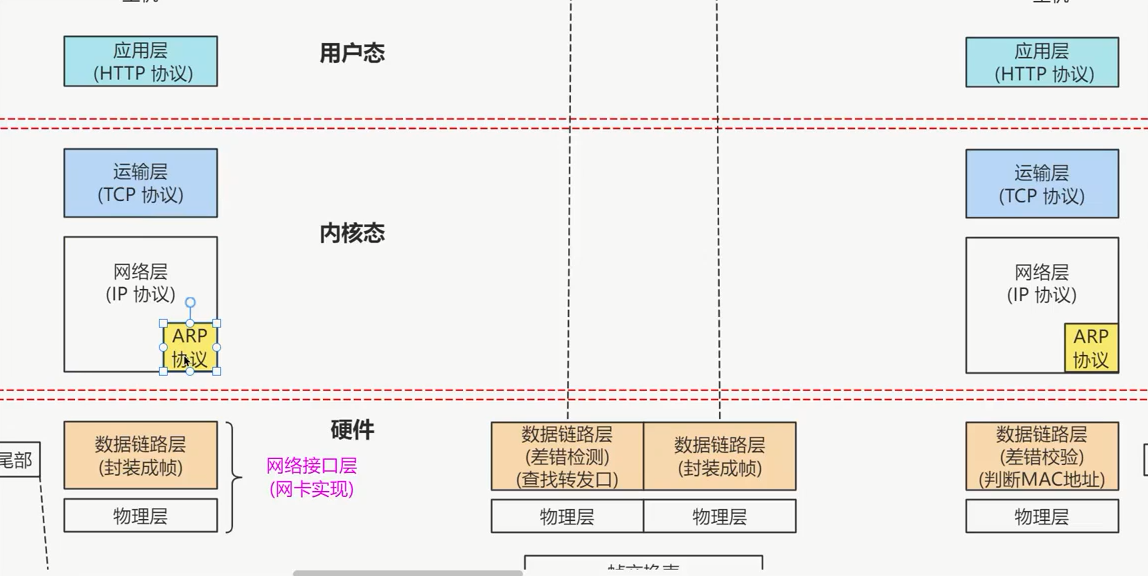 应用层
(HTTP 协议)
用户态
应用层
(HTTP 协议)
运输层
(TCP 协议)
内核态
运输层
(TCP 协议)
网络层
(IP 协议)
ARP
协议
网络层
(IP 协议)
ARP
协议
尾部
数据链路层
(封装成帧)
物理层
硬件
网络接口层
(网卡实现)
数据链路层
(差错检测)
(查找转发口)
数据链路层
(封装成帧)
物理层
物理层
数据链路层
(差错校验)
(判断MAC地址)
物理层